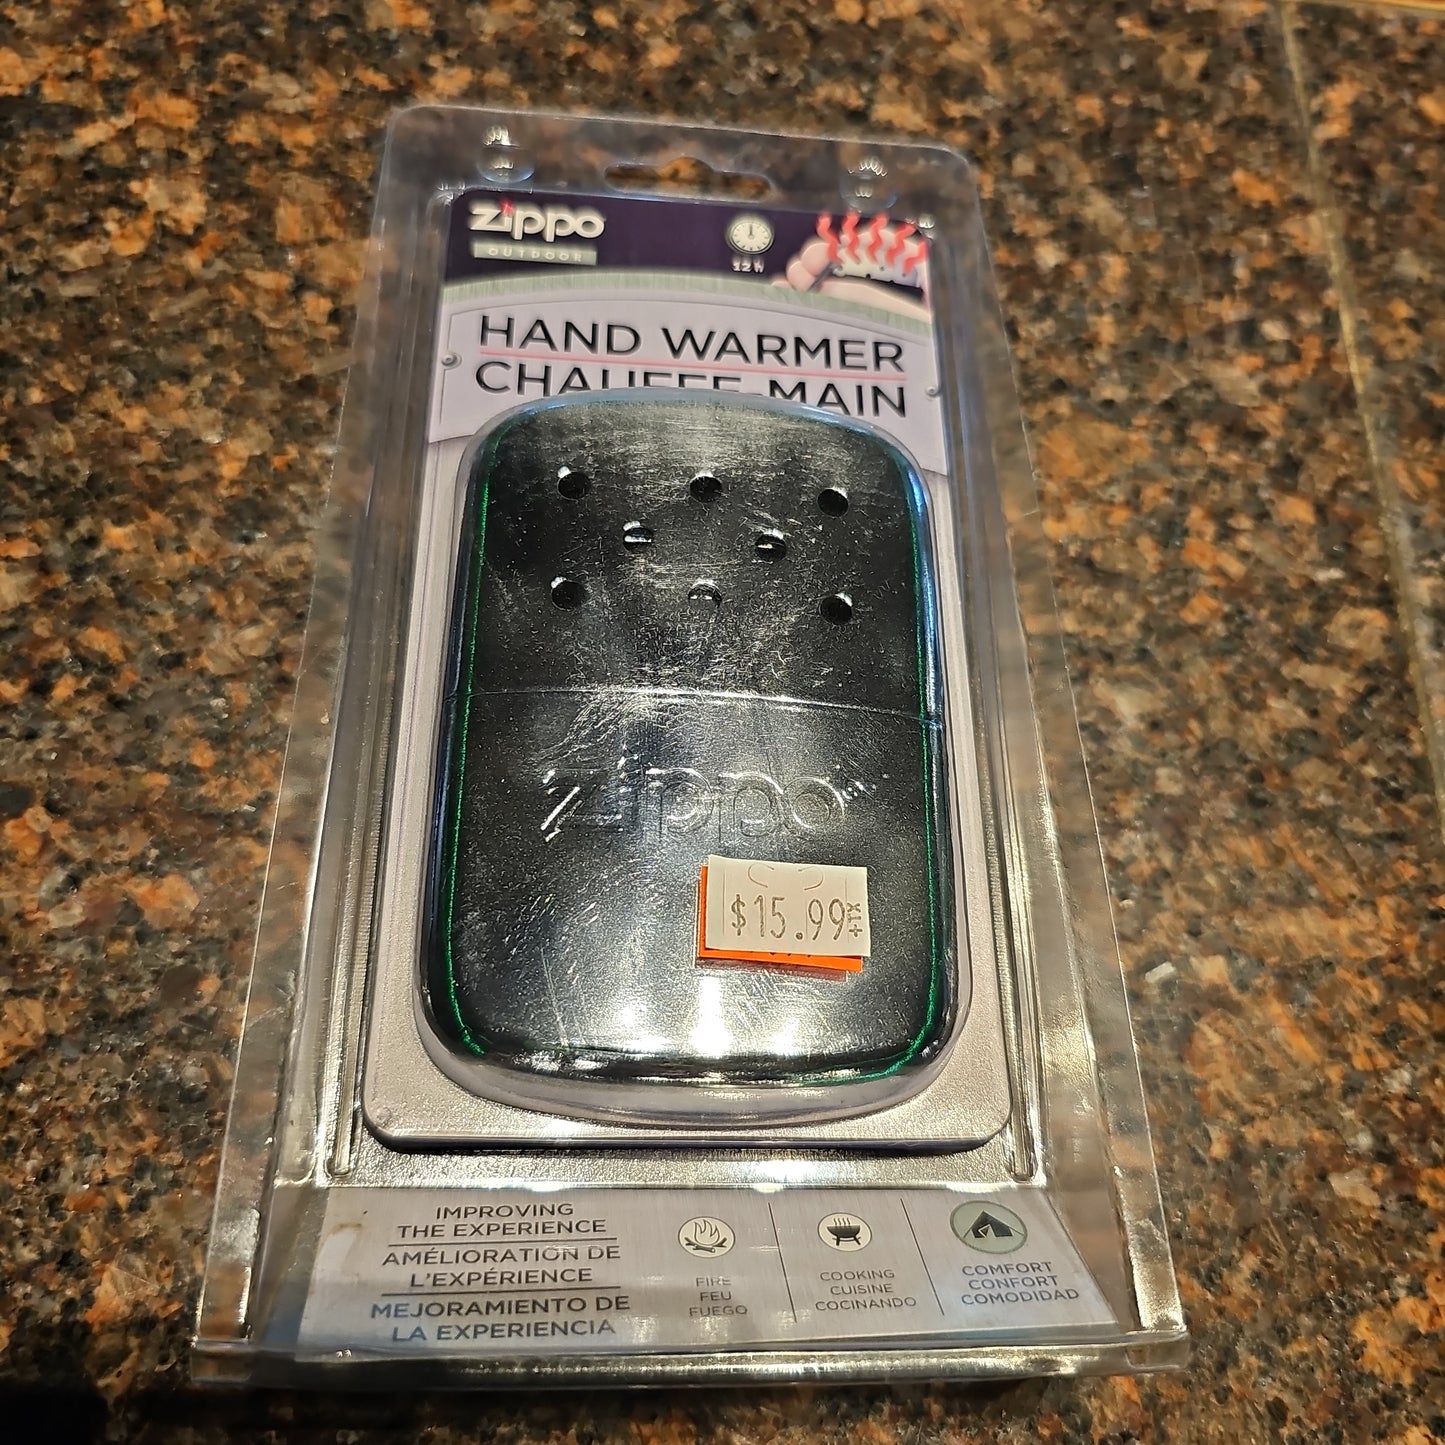 zippo
OUTDOOR
12 H
HAND WARMER
CHAUFFE-MAIN
zippo
$15.99
+TX
IMPROVING
THE EXPERIENCE
AMÉLIORATION DE
L'EXPÉRIENCE
MEJORAMIENTO DE
LA EXPERIENCIA
FIRE
FEU
FUEGO
COOKING
CUISINE
COCINANDO
COMFORT
CONFORT
COMODIDAD